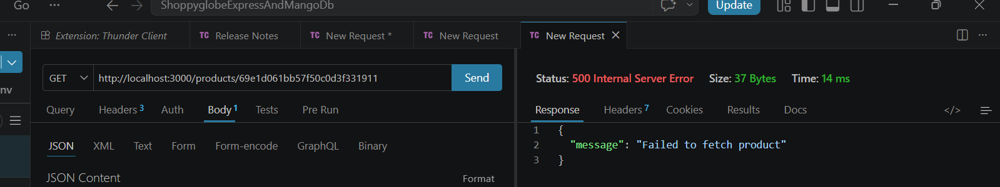 Go ··· ShoppyglobeExpressAndMangoDb Update
··· Extension: Thunder Client TC Release Notes TC New Request * TC New Request TC New Request ···
GET http://localhost:3000/products/69e1d061bb57f50c0d3f331911 Send
nv
Query Headers 3 Auth Body 1 Tests Pre Run
JSON XML Text Form Form-encode GraphQL Binary
JSON Content Format
Status: 500 Internal Server Error Size: 37 Bytes Time: 14 ms
Response Headers 7 Cookies Results Docs </>
1 {
2 "message": "Failed to fetch product"
3 }